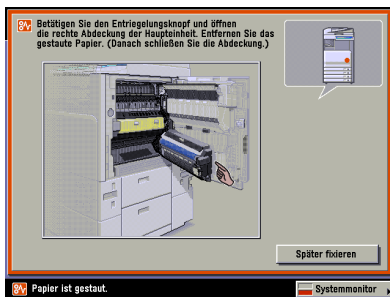 Betätigen Sie den Entriegelungsknopf und öffnen
die rechte Abdeckung der Haupteinheit. Entfernen Sie das
gestaute Papier. (Danach schließen Sie die Abdeckung.)
Später fixieren
Papier ist gestaut.
Systemmonitor